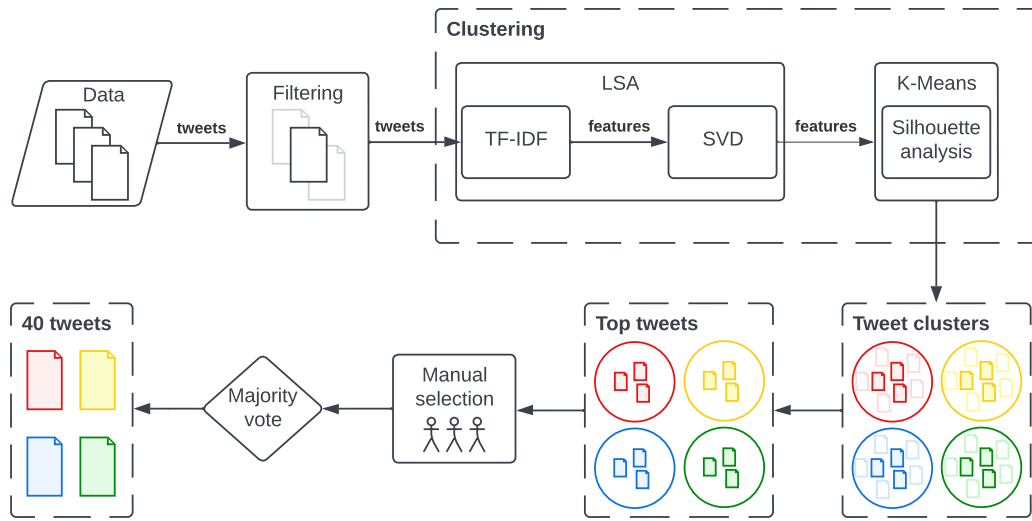 Clustering
Data
tweets
Filtering
tweets
LSA
TF-IDF
features
SVD
features
K-Means
Silhouette
analysis
40 tweets
Majority
vote
Manual
selection
Top tweets
Tweet clusters